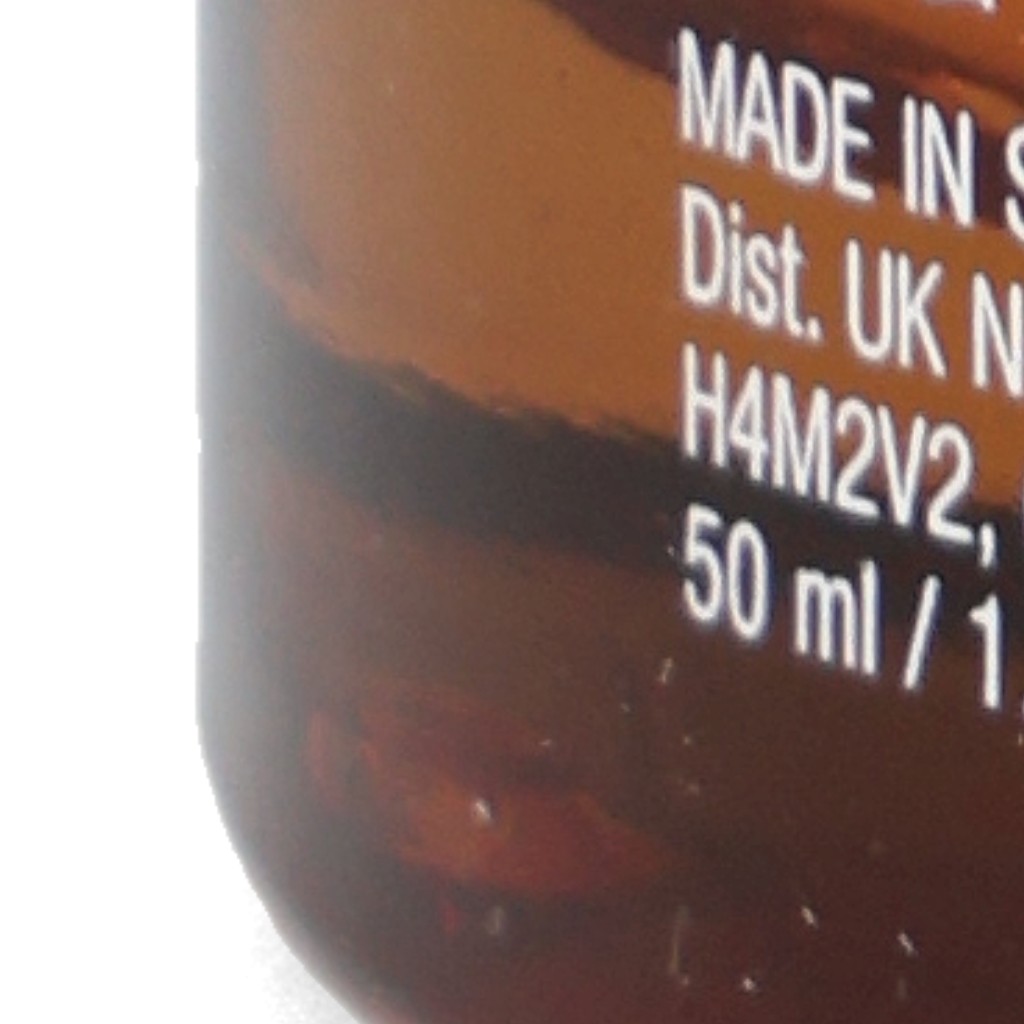 MADE IN S
Dist. UK N
H4M2V2,
50 ml / 1